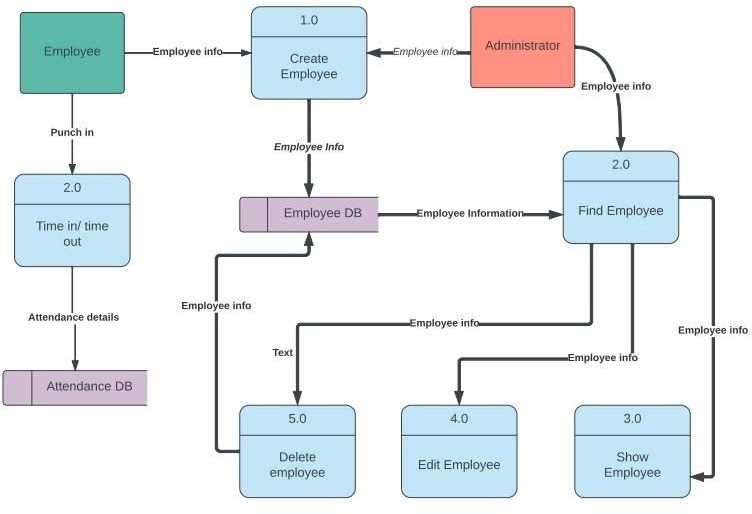 1.0
Employee
Employee info
Create
Employee
Employee info
Administrator
Employee info
Punch in
Employee Info
2.0
Find Employee
2.0
Time in/ time
out
Employee DB
Employee Information
Employee info
Attendance details
Employee info
Employee info
Text
Employee info
Attendance DB
5.0
Delete
employee
4.0
Edit Employee
3.0
Show
Employee